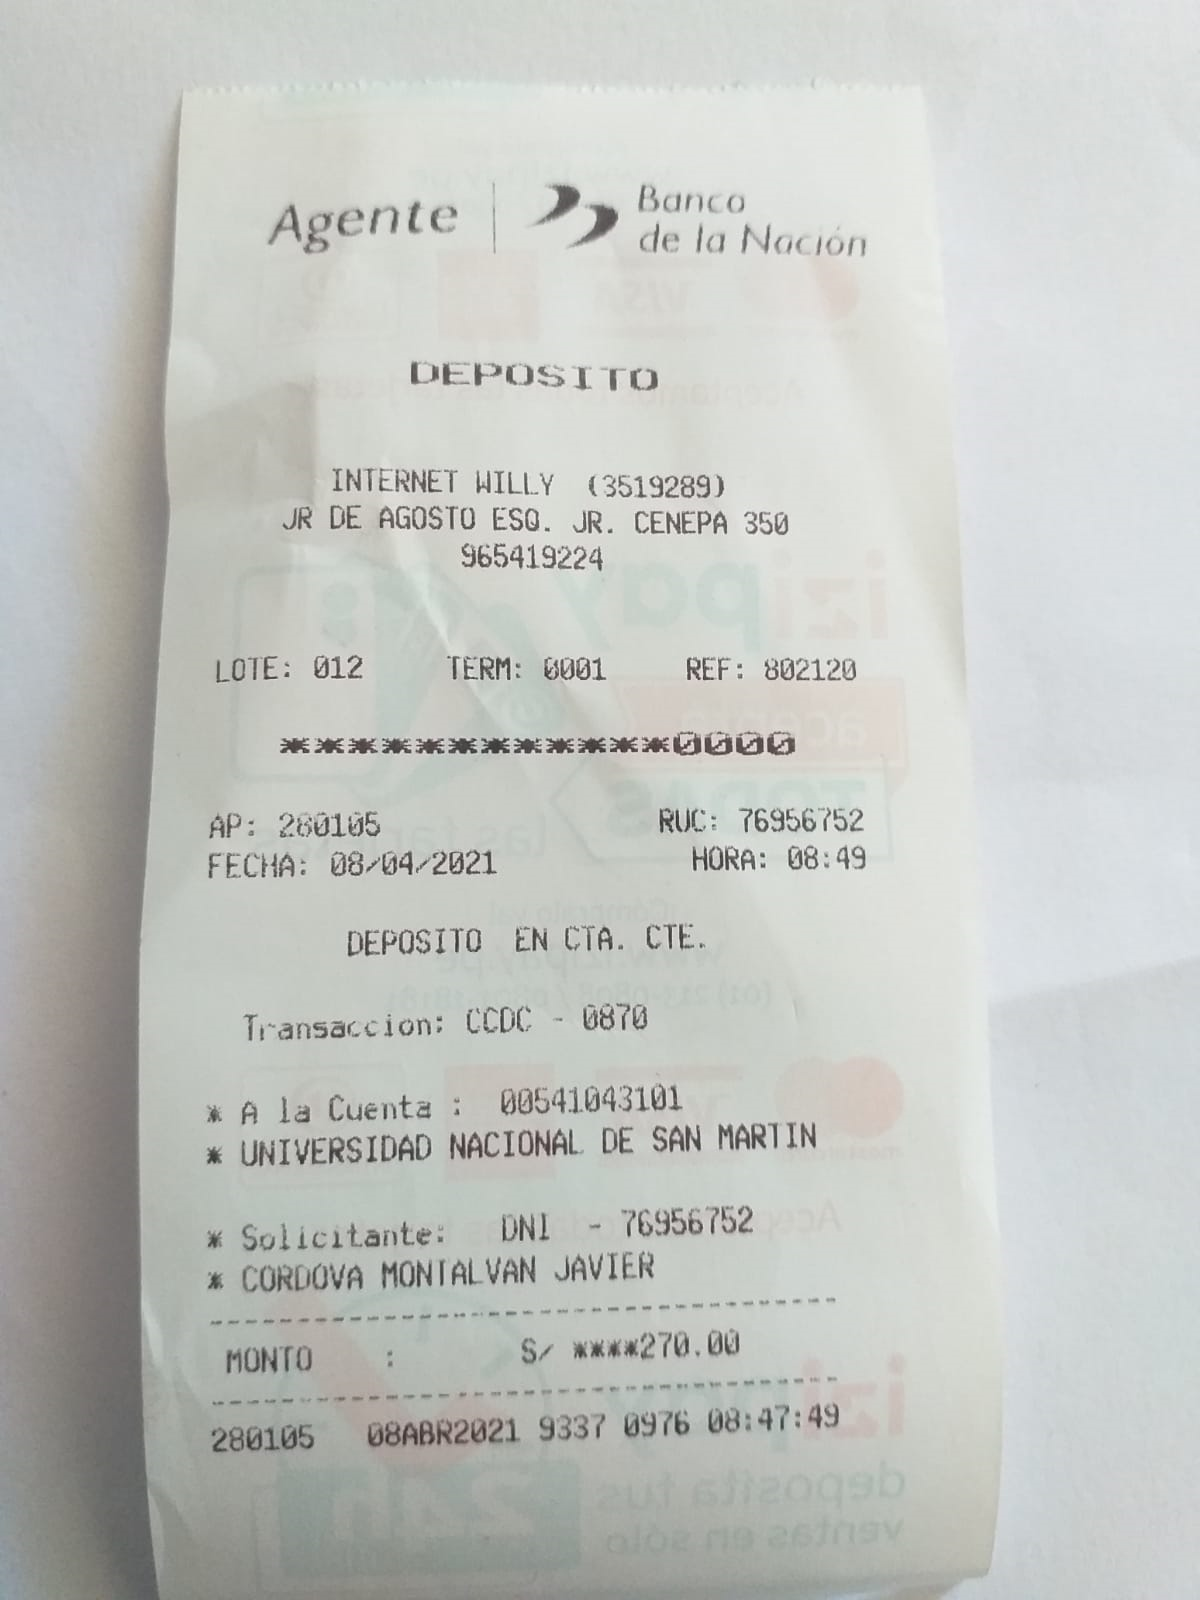 Agente | Banco
de la Nación
DEPOSITO
INTERNET WILLY (3519289)
JR DE AGOSTO ESQ. JR. CENEPA 350
965419224
LOTE: 012 TERM: 0001 REF: 802120
************0000
AP: 280105 RUC: 76956752
FECHA: 08/04/2021 HORA: 08:49
DEPOSITO EN CTA. CTE.
Transaccion: CCDC - 0870
* A la Cuenta : 00541043101
* UNIVERSIDAD NACIONAL DE SAN MARTIN
* Solicitante: DNI - 76956752
* CORDOVA MONTALVAN JAVIER
MONTO : S/ ****270.00
280105 08ABR2021 9337 0976 08:47:49